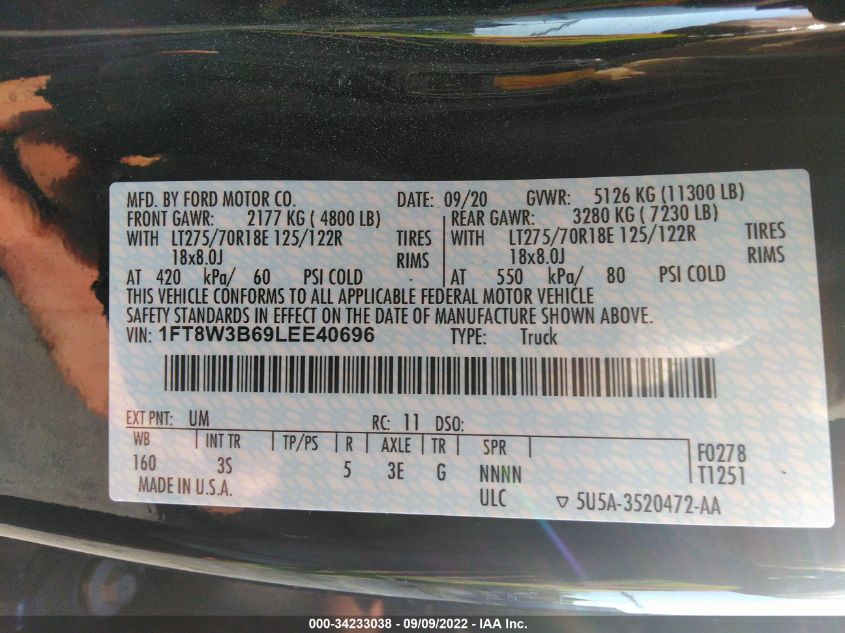 MFD. BY FORD MOTOR CO. DATE: 09/20 GVWR: 5126 KG (11300 LB)
FRONT GAWR: 2177 KG ( 4800 LB) REAR GAWR: 3280 KG ( 7230 LB)
WITH LT275/70R18E 125/122R TIRES WITH LT275/70R18E 125/122R TIRES
18x8.0J RIMS 18x8.0J RIMS
AT 420 kPa/ 60 PSI COLD AT 550 kPa/ 80 PSI COLD
THIS VEHICLE CONFORMS TO ALL APPLICABLE FEDERAL MOTOR VEHICLE
SAFETY STANDARDS IN EFFECT ON THE DATE OF MANUFACTURE SHOWN ABOVE.
VIN: 1FT8W3B69LEE40696 TYPE: Truck
EXT PNT: UM RC: 11 DSO:
WB INT TR TP/PS R AXLE TR SPR F0278
160 3S 5 3E G NNNN T1251
MADE IN U.S.A. ULC ▽ 5U5A-3520472-AA
000-34233038 - 09/09/2022 - IAA Inc.